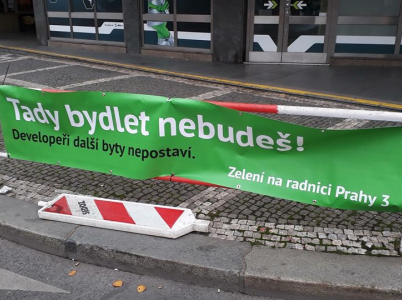 Tady bydlet nebudeš!
Developeři další byty nepostaví.
Zelení na radnici Prahy 3